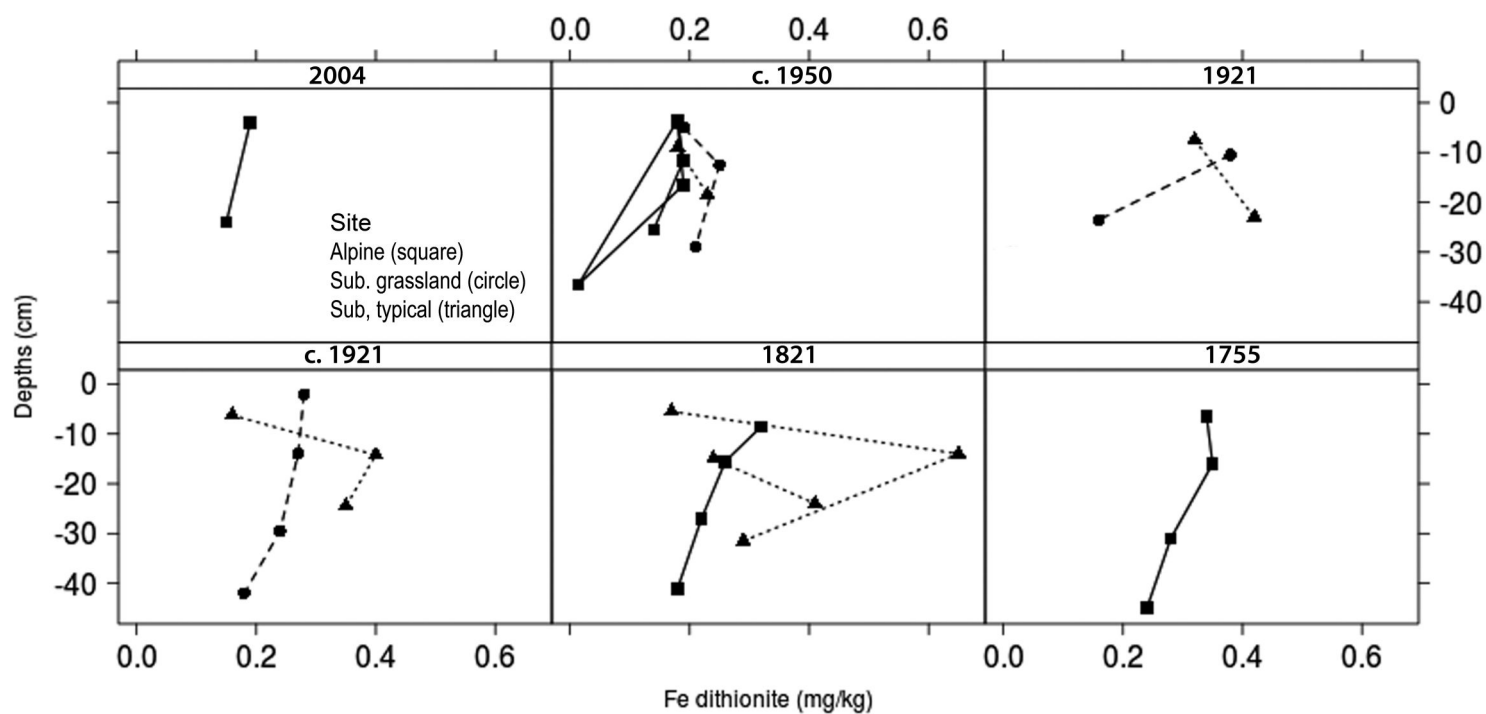 0.0 0.2 0.4 0.6
2004 c. 1950 1921
Site
Alpine (square)
Sub. grassland (circle)
Sub, typical (triangle)
0
-10
-20
-30
-40
Depths (cm)
c. 1921 1821 1755
0
-10
-20
-30
-40
0.0 0.2 0.4 0.6 0.0 0.2 0.4 0.6
Fe dithionite (mg/kg)